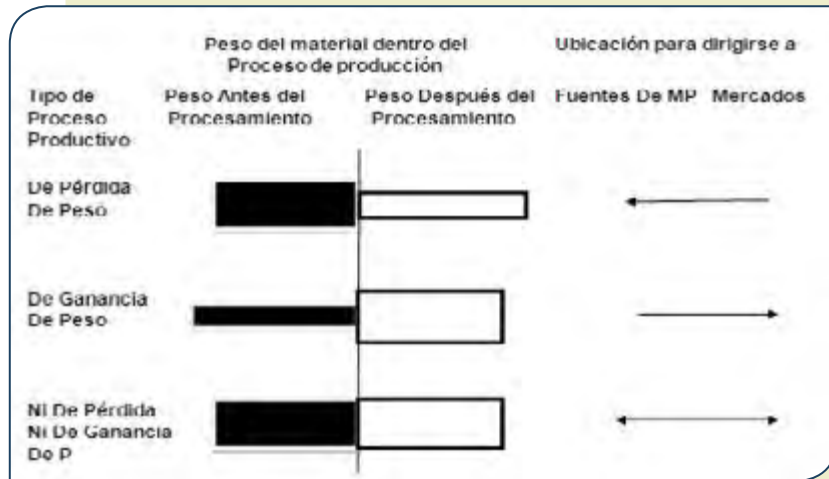 Peso del material dentro del
Proceso de producción
Ubicación para dirigirse a
Tipo de
Proceso
Productivo
Peso Antes del
Procesamiento
Peso Después del
Procesamiento
Fuentes De MP Mercados
De Pérdida
De Peso
De Ganancia
De Peso
Ni De Pérdida
Ni De Ganancia
De P